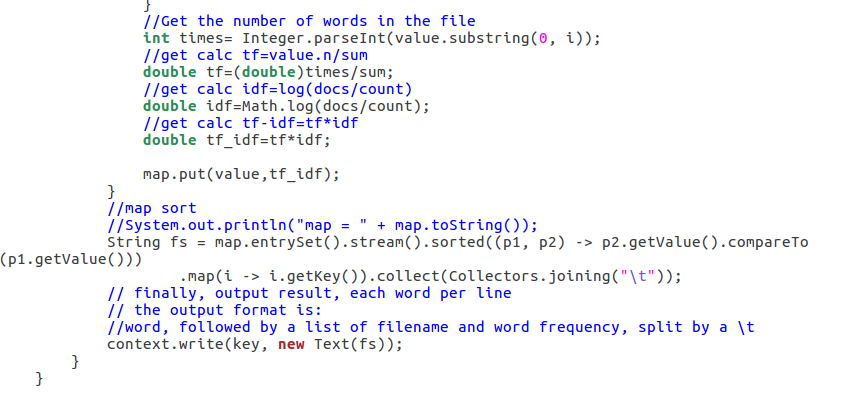 }
//Get the number of words in the file
int times= Integer.parseInt(value.substring(0, i));
//get calc tf=value.n/sum
double tf=(double)times/sum;
//get calc idf=log(docs/count)
double idf=Math.log(docs/count);
//get calc tf-idf=tf*idf
double tf_idf=tf*idf;
map.put(value,tf_idf);
}
//map sort
//System.out.println("map = " + map.toString());
String fs = map.entrySet().stream().sorted((p1, p2) -> p2.getValue().compareTo
(p1.getValue()))
.map(i -> i.getKey()).collect(Collectors.joining("\t"));
// finally, output result, each word per line
// the output format is:
//word, followed by a list of filename and word frequency, split by a \t
context.write(key, new Text(fs));
}
}